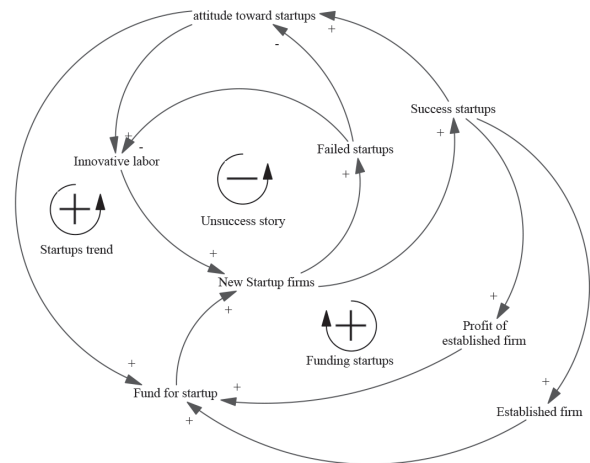 attitude toward startups
+
-
Success startups
+
+
-
Innovative labor
Failed startups
+
Unsuccess story
Startups trend
+
New Startup firms
+
+
Profit of
established firm
Funding startups
+
+
+
Fund for startup
Established firm
+